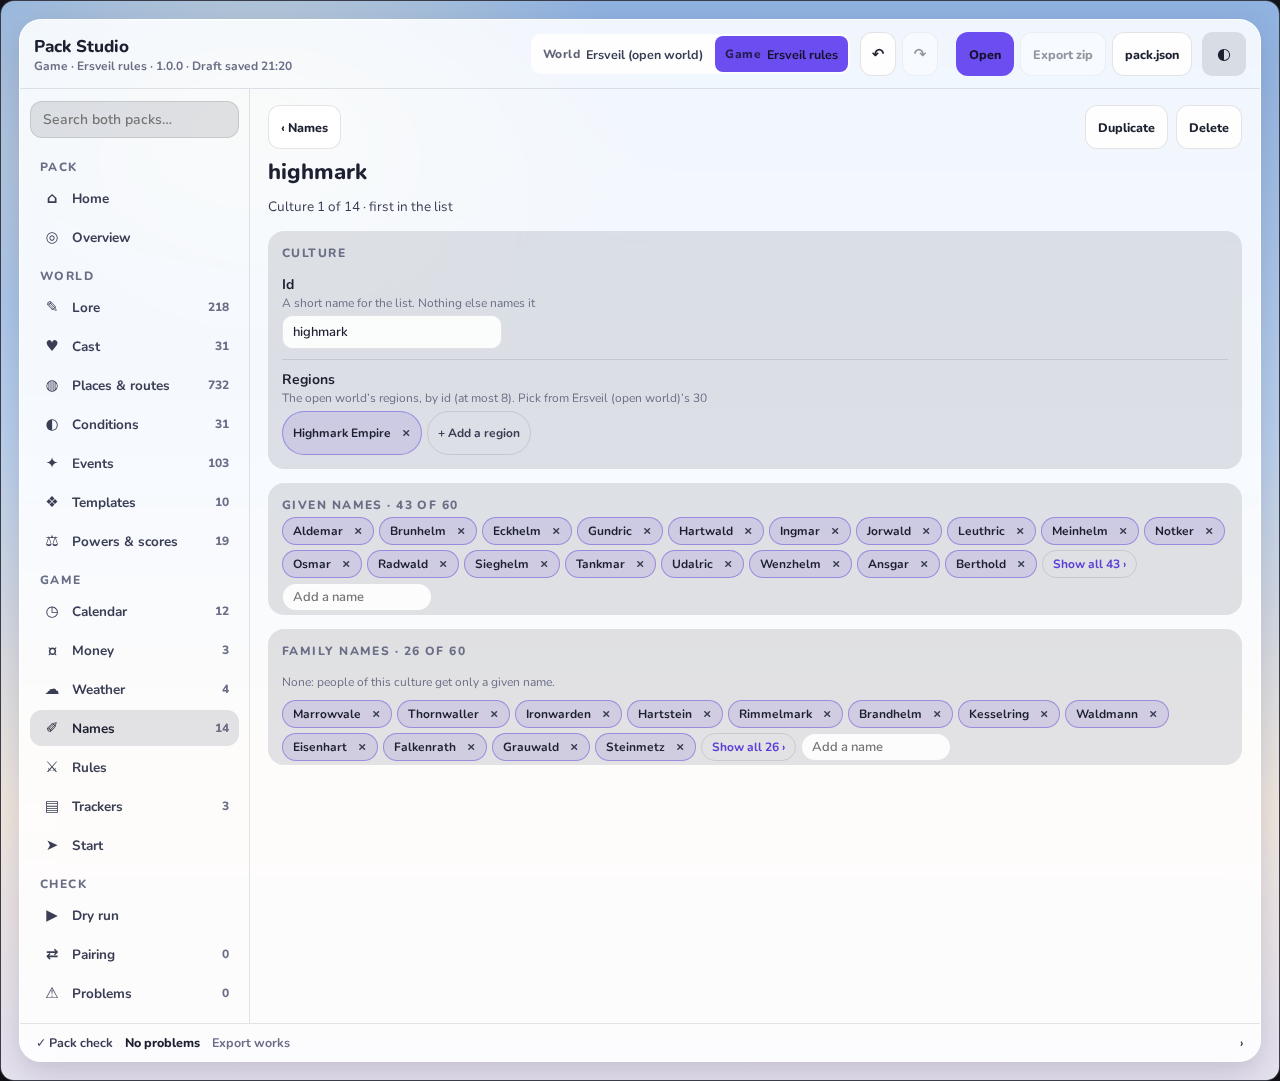 Pack Studio
Game · Ersveil rules · 1.0.0 · Draft saved 21:20
World Ersveil (open world) Game Ersveil rules
↶ ↷ Open Export zip pack.json
Search both packs...
PACK
Home
Overview
WORLD
Lore 218
Cast 31
Places & routes 732
Conditions 31
Events 103
Templates 10
Powers & scores 19
GAME
Calendar 12
Money 3
Weather 4
Names 14
Rules
Trackers 3
Start
CHECK
Dry run
Pairing 0
Problems 0
‹ Names Duplicate Delete
highmark
Culture 1 of 14 · first in the list
CULTURE
Id
A short name for the list. Nothing else names it
highmark
Regions
The open world’s regions, by id (at most 8). Pick from Ersveil (open world)’s 30
Highmark Empire × + Add a region
GIVEN NAMES · 43 OF 60
Aldemar × Brunhelm × Eckhelm × Gundric × Hartwald × Ingmar × Jorwald × Leuthric × Meinhelm × Notker ×
Osmar × Radwald × Sieghelm × Tankmar × Udalric × Wenzhelm × Ansgar × Berthold × Show all 43 ›
Add a name
FAMILY NAMES · 26 OF 60
None: people of this culture get only a given name.
Marrowvale × Thornwaller × Ironwarden × Hartstein × Rimmelmark × Brandhelm × Kesselring × Waldmann ×
Eisenhart × Falkenrath × Grauwald × Steinmetz × Show all 26 › Add a name
✓ Pack check No problems Export works ›